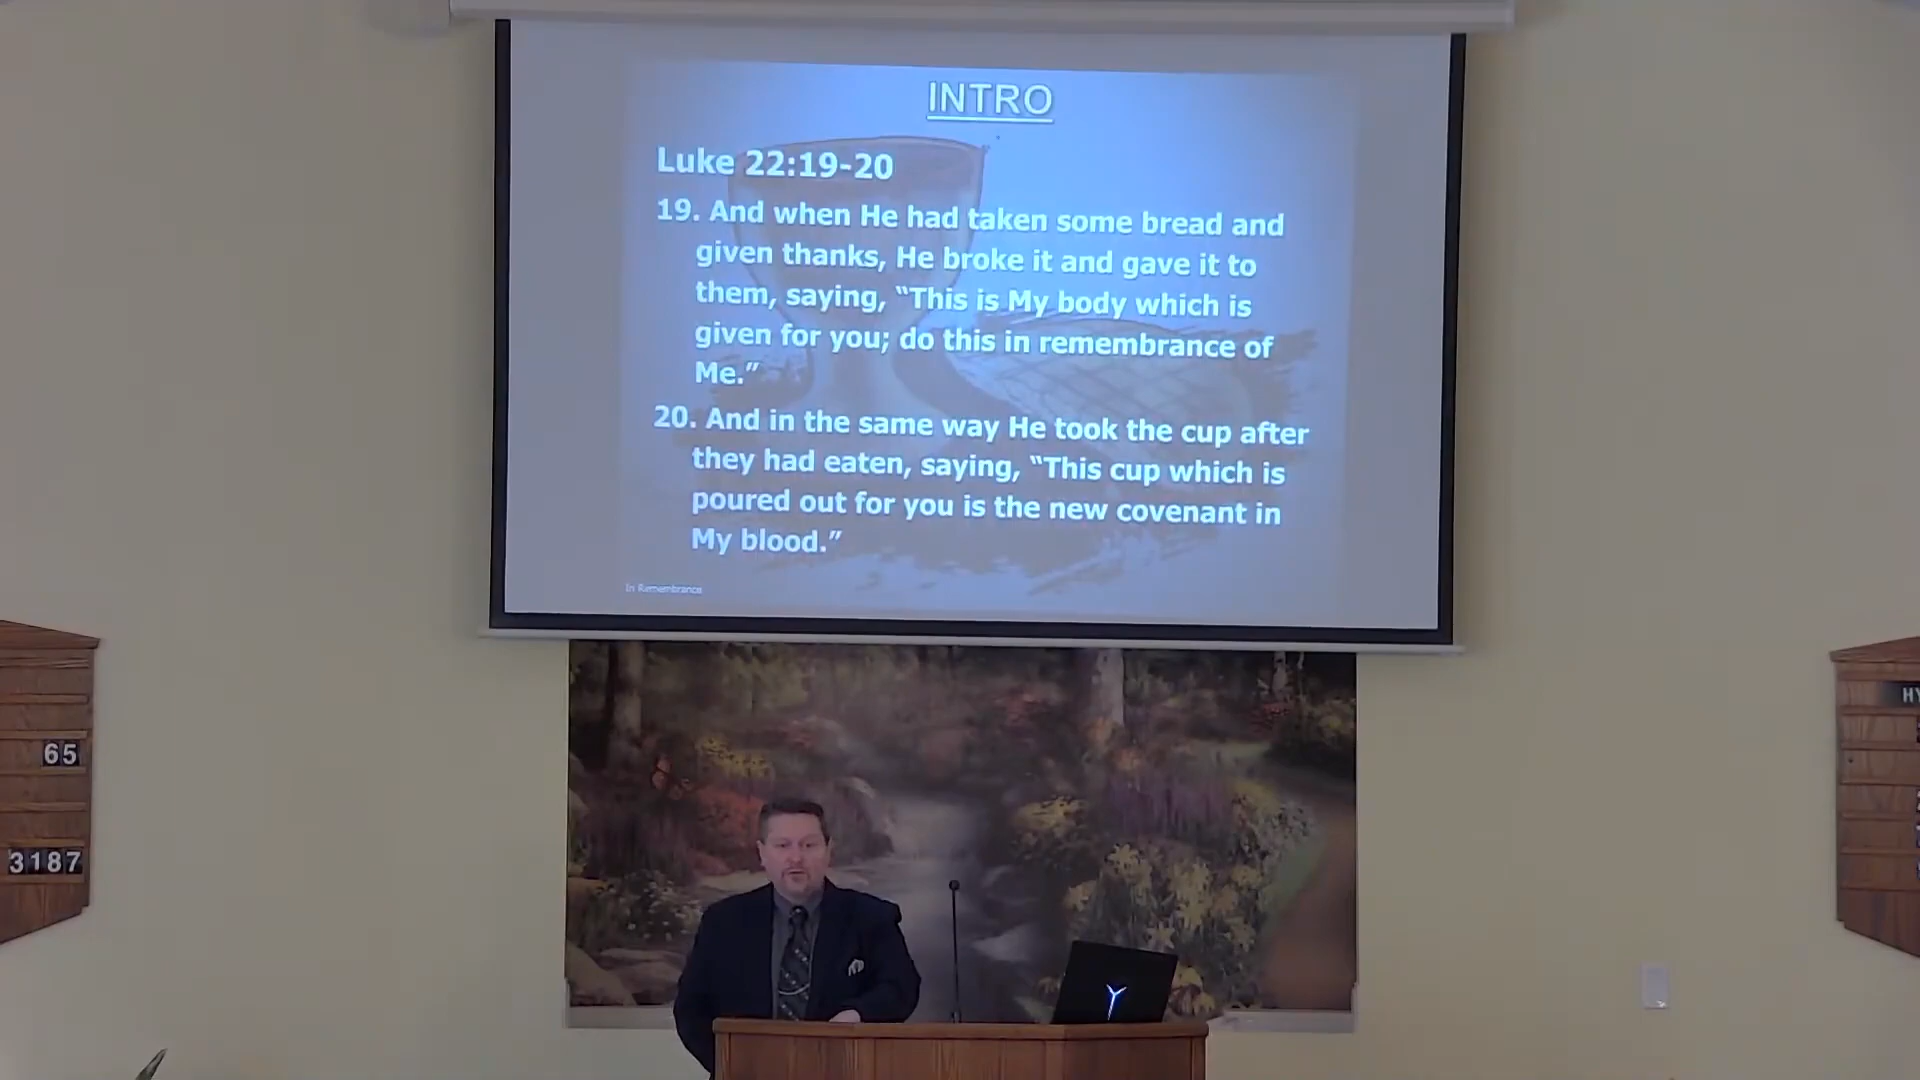 INTRO
Luke 22:19-20
19. And when He had taken some bread and
given thanks, He broke it and gave it to
them, saying, “This is My body which is
given for you; do this in remembrance of
Me.”
20. And in the same way He took the cup after
they had eaten, saying, “This cup which is
poured out for you is the new covenant in
My blood.”
In Remembrance
65
3187
HY